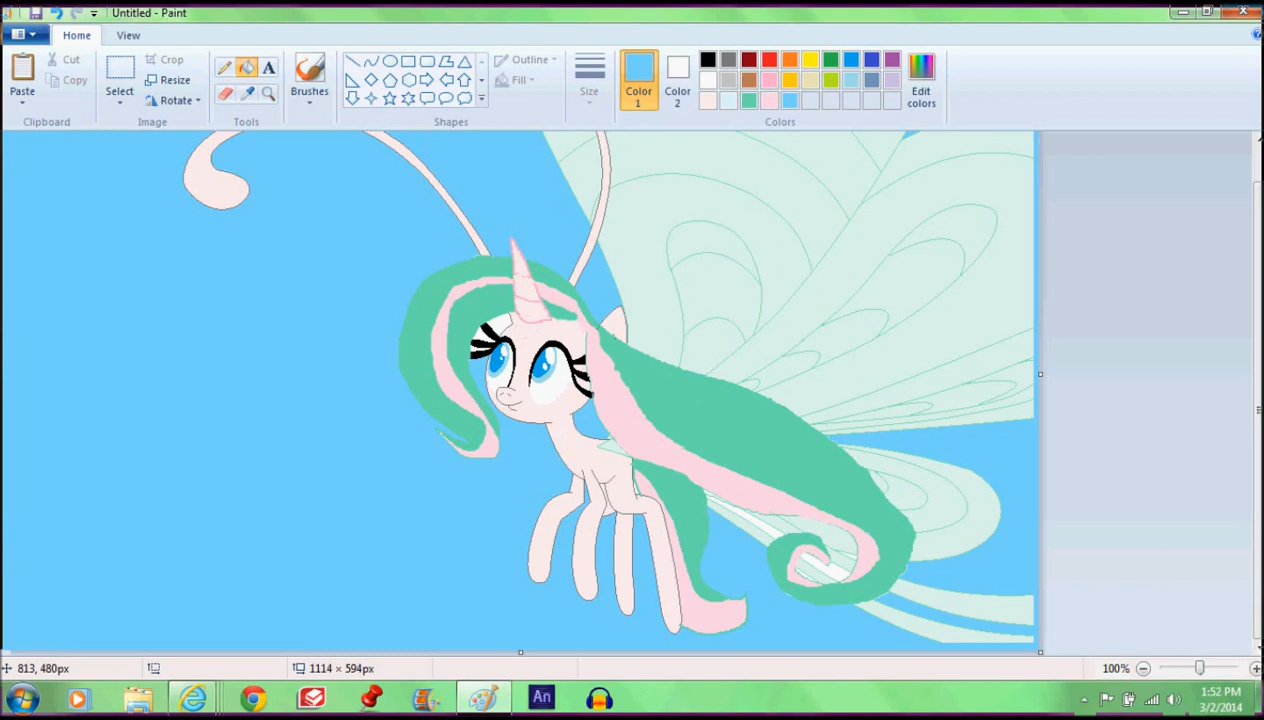 Untitled - Paint
Home View
Paste
Cut
Copy
Clipboard
Select
Crop
Resize
Rotate
Image
A
Tools
Brushes
Outline
Fill
Shapes
Size
Color 1
Color 2
Edit colors
Colors
813, 480px
1114 × 594px
100%
An
1:52 PM
3/2/2014